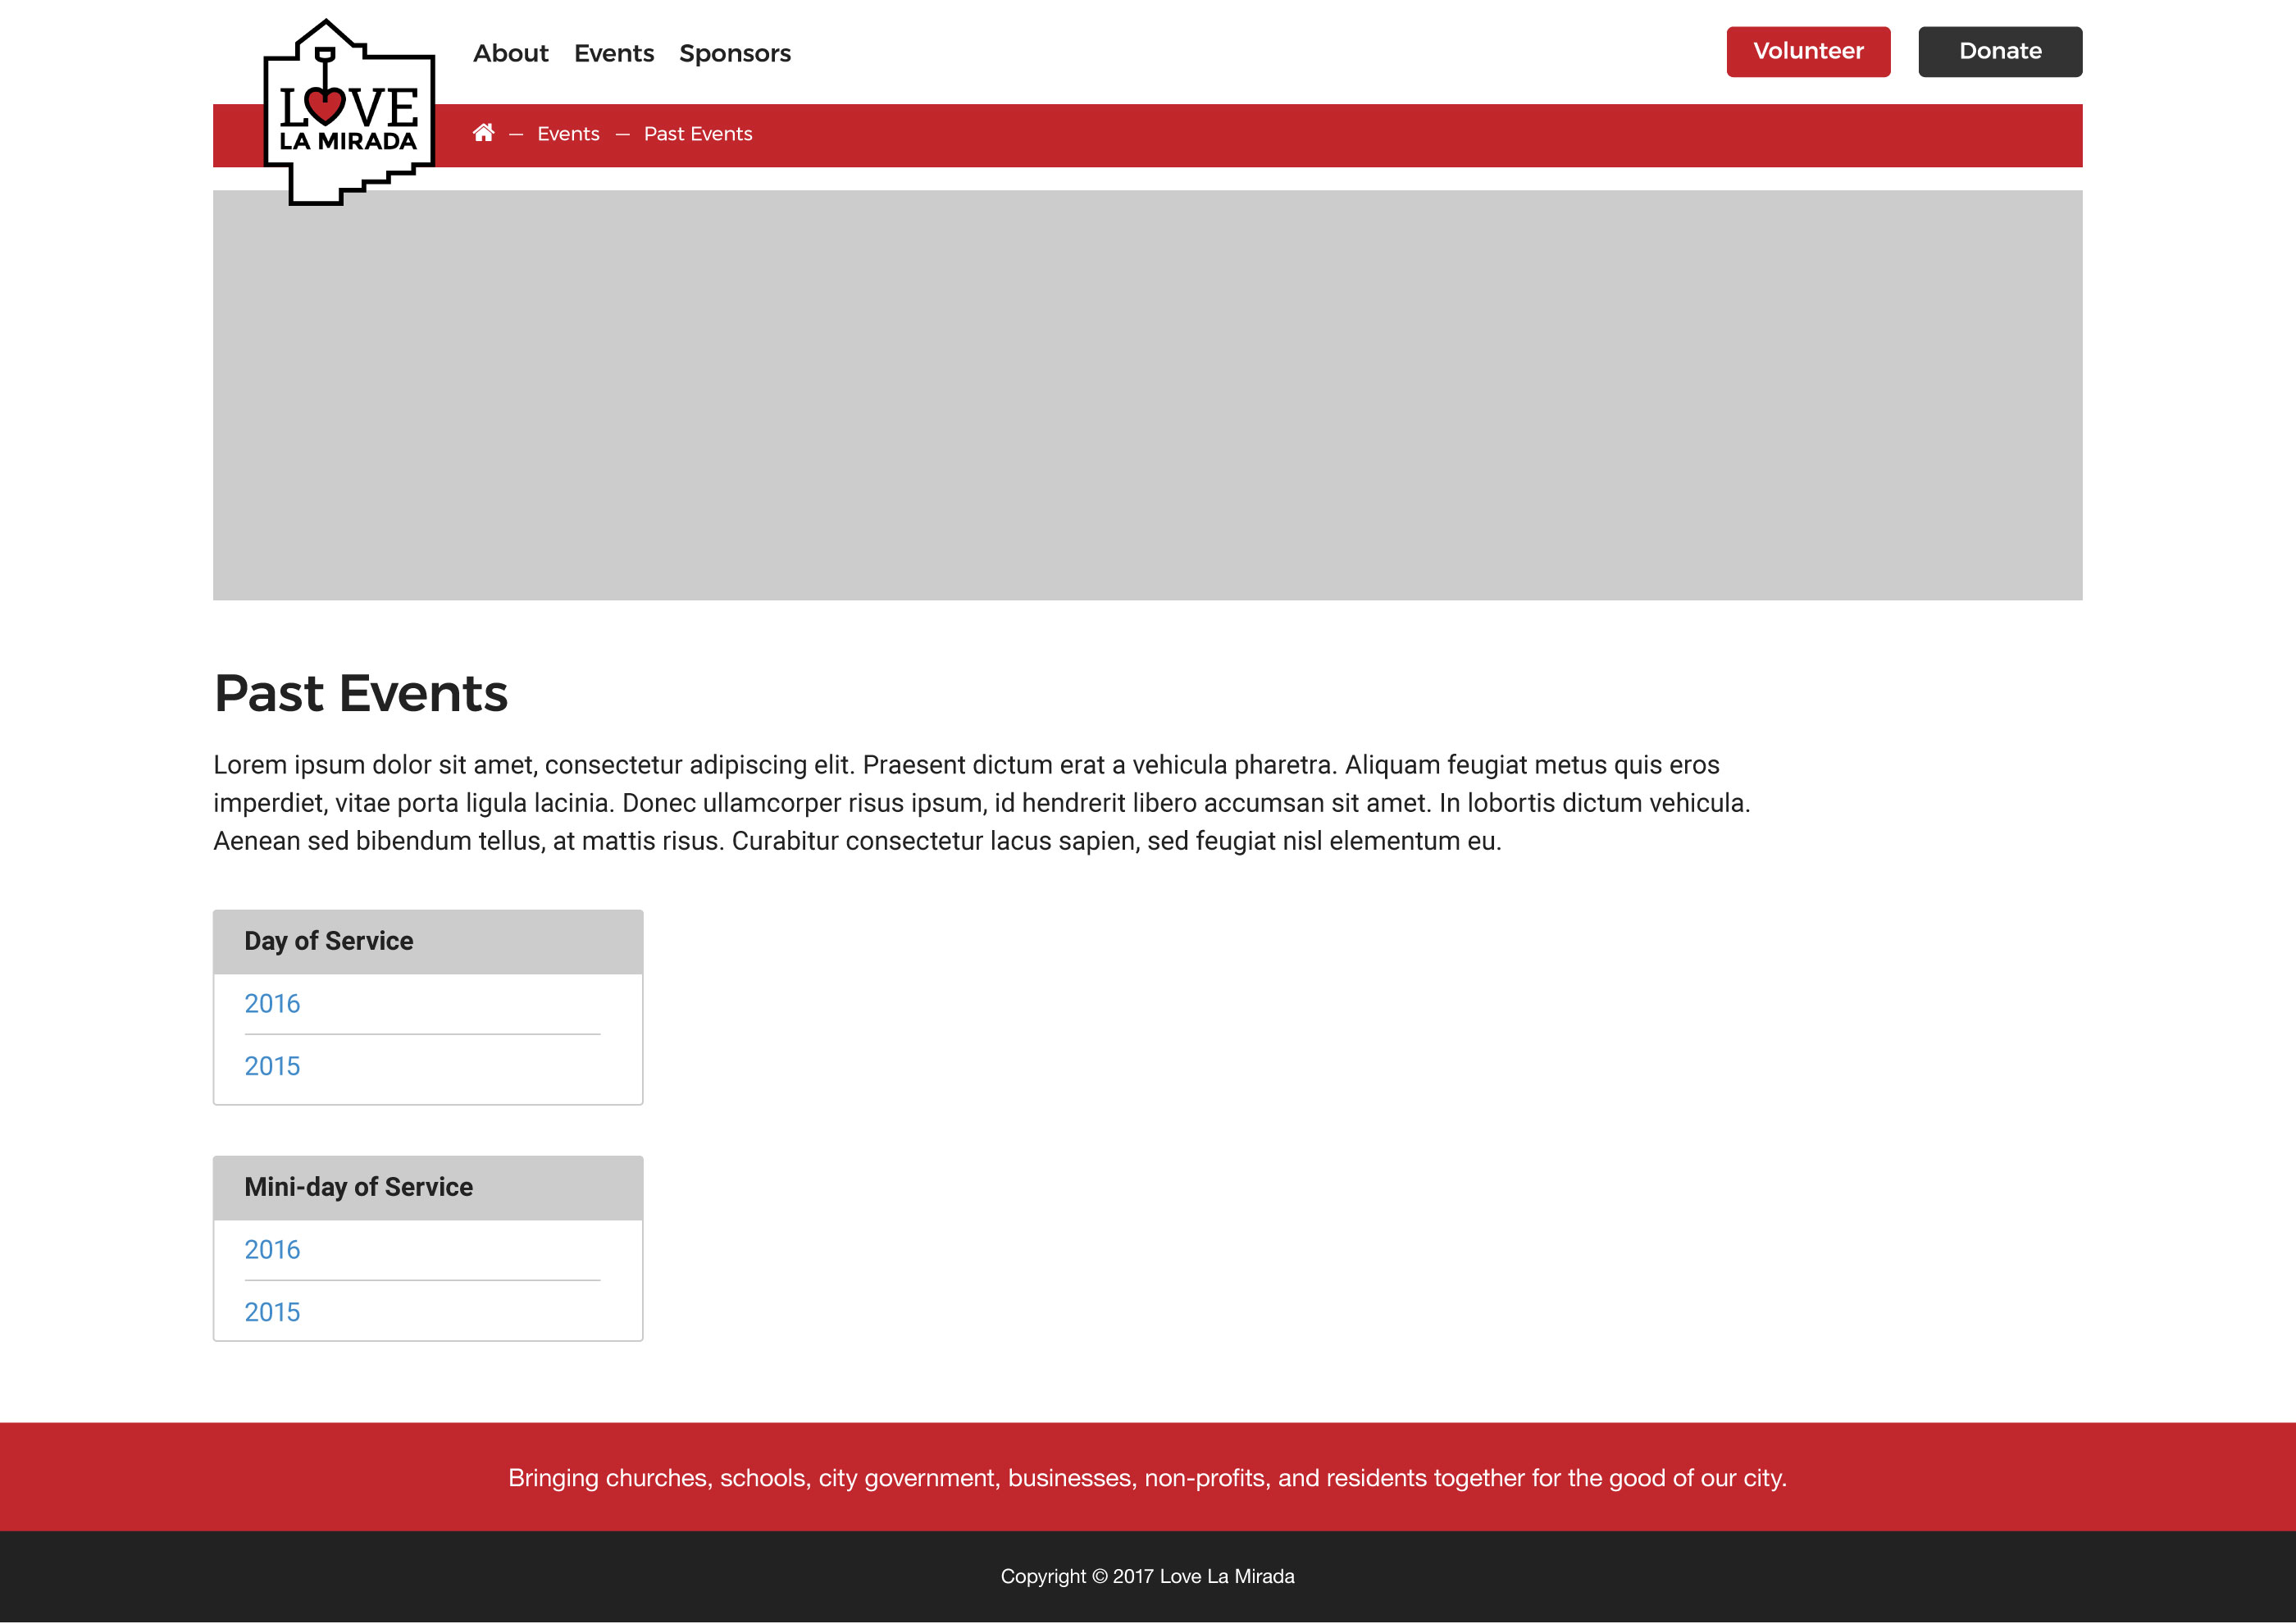 LOVE
LA MIRADA
About Events Sponsors
Volunteer Donate
— Events — Past Events
Past Events
Lorem ipsum dolor sit amet, consectetur adipiscing elit. Praesent dictum erat a vehicula pharetra. Aliquam feugiat metus quis eros
imperdiet, vitae porta ligula lacinia. Donec ullamcorper risus ipsum, id hendrerit libero accumsan sit amet. In lobortis dictum vehicula.
Aenean sed bibendum tellus, at mattis risus. Curabitur consectetur lacus sapien, sed feugiat nisl elementum eu.
Day of Service
2016
2015
Mini-day of Service
2016
2015
Bringing churches, schools, city government, businesses, non-profits, and residents together for the good of our city.
Copyright © 2017 Love La Mirada